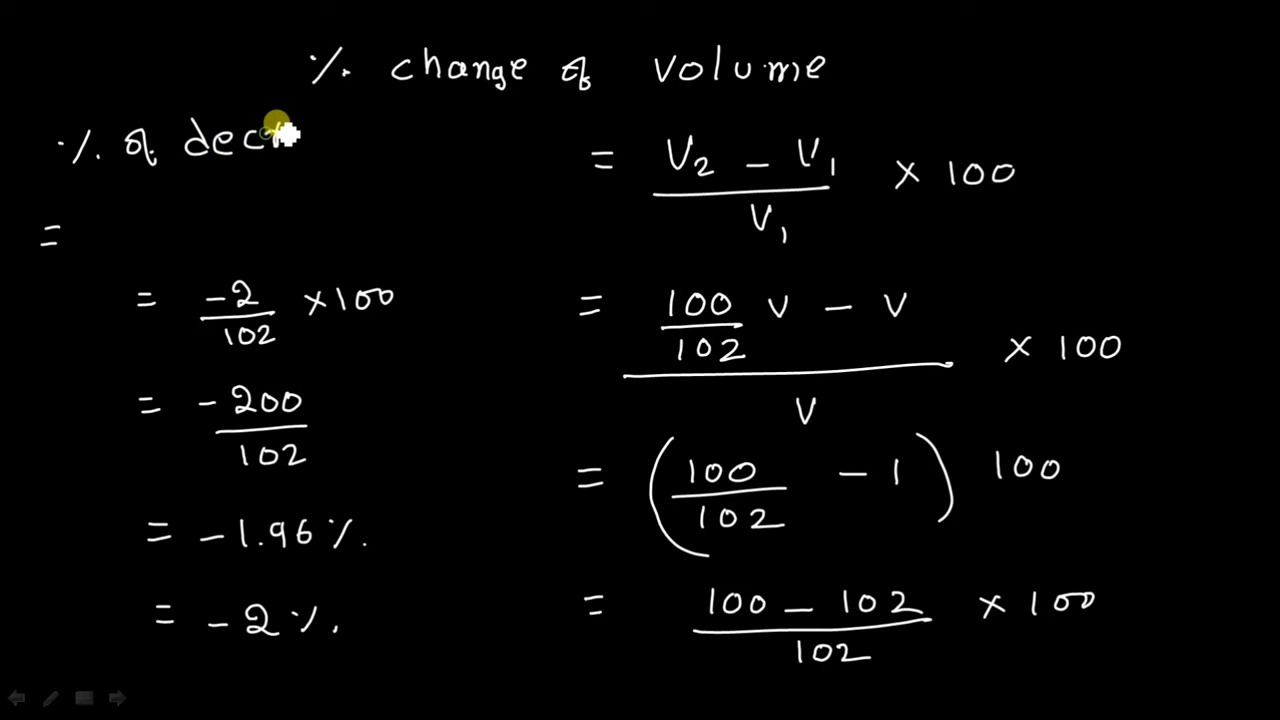 % change of volume
% of decr
=
= V₂ - V₁ / V₁ × 100
= 100/102 V - V / V × 100
= (100/102 - 1) 100
= 100 - 102 / 102 × 100
= -2/102 × 100
= -200/102
= -1.96%.
= -2%.